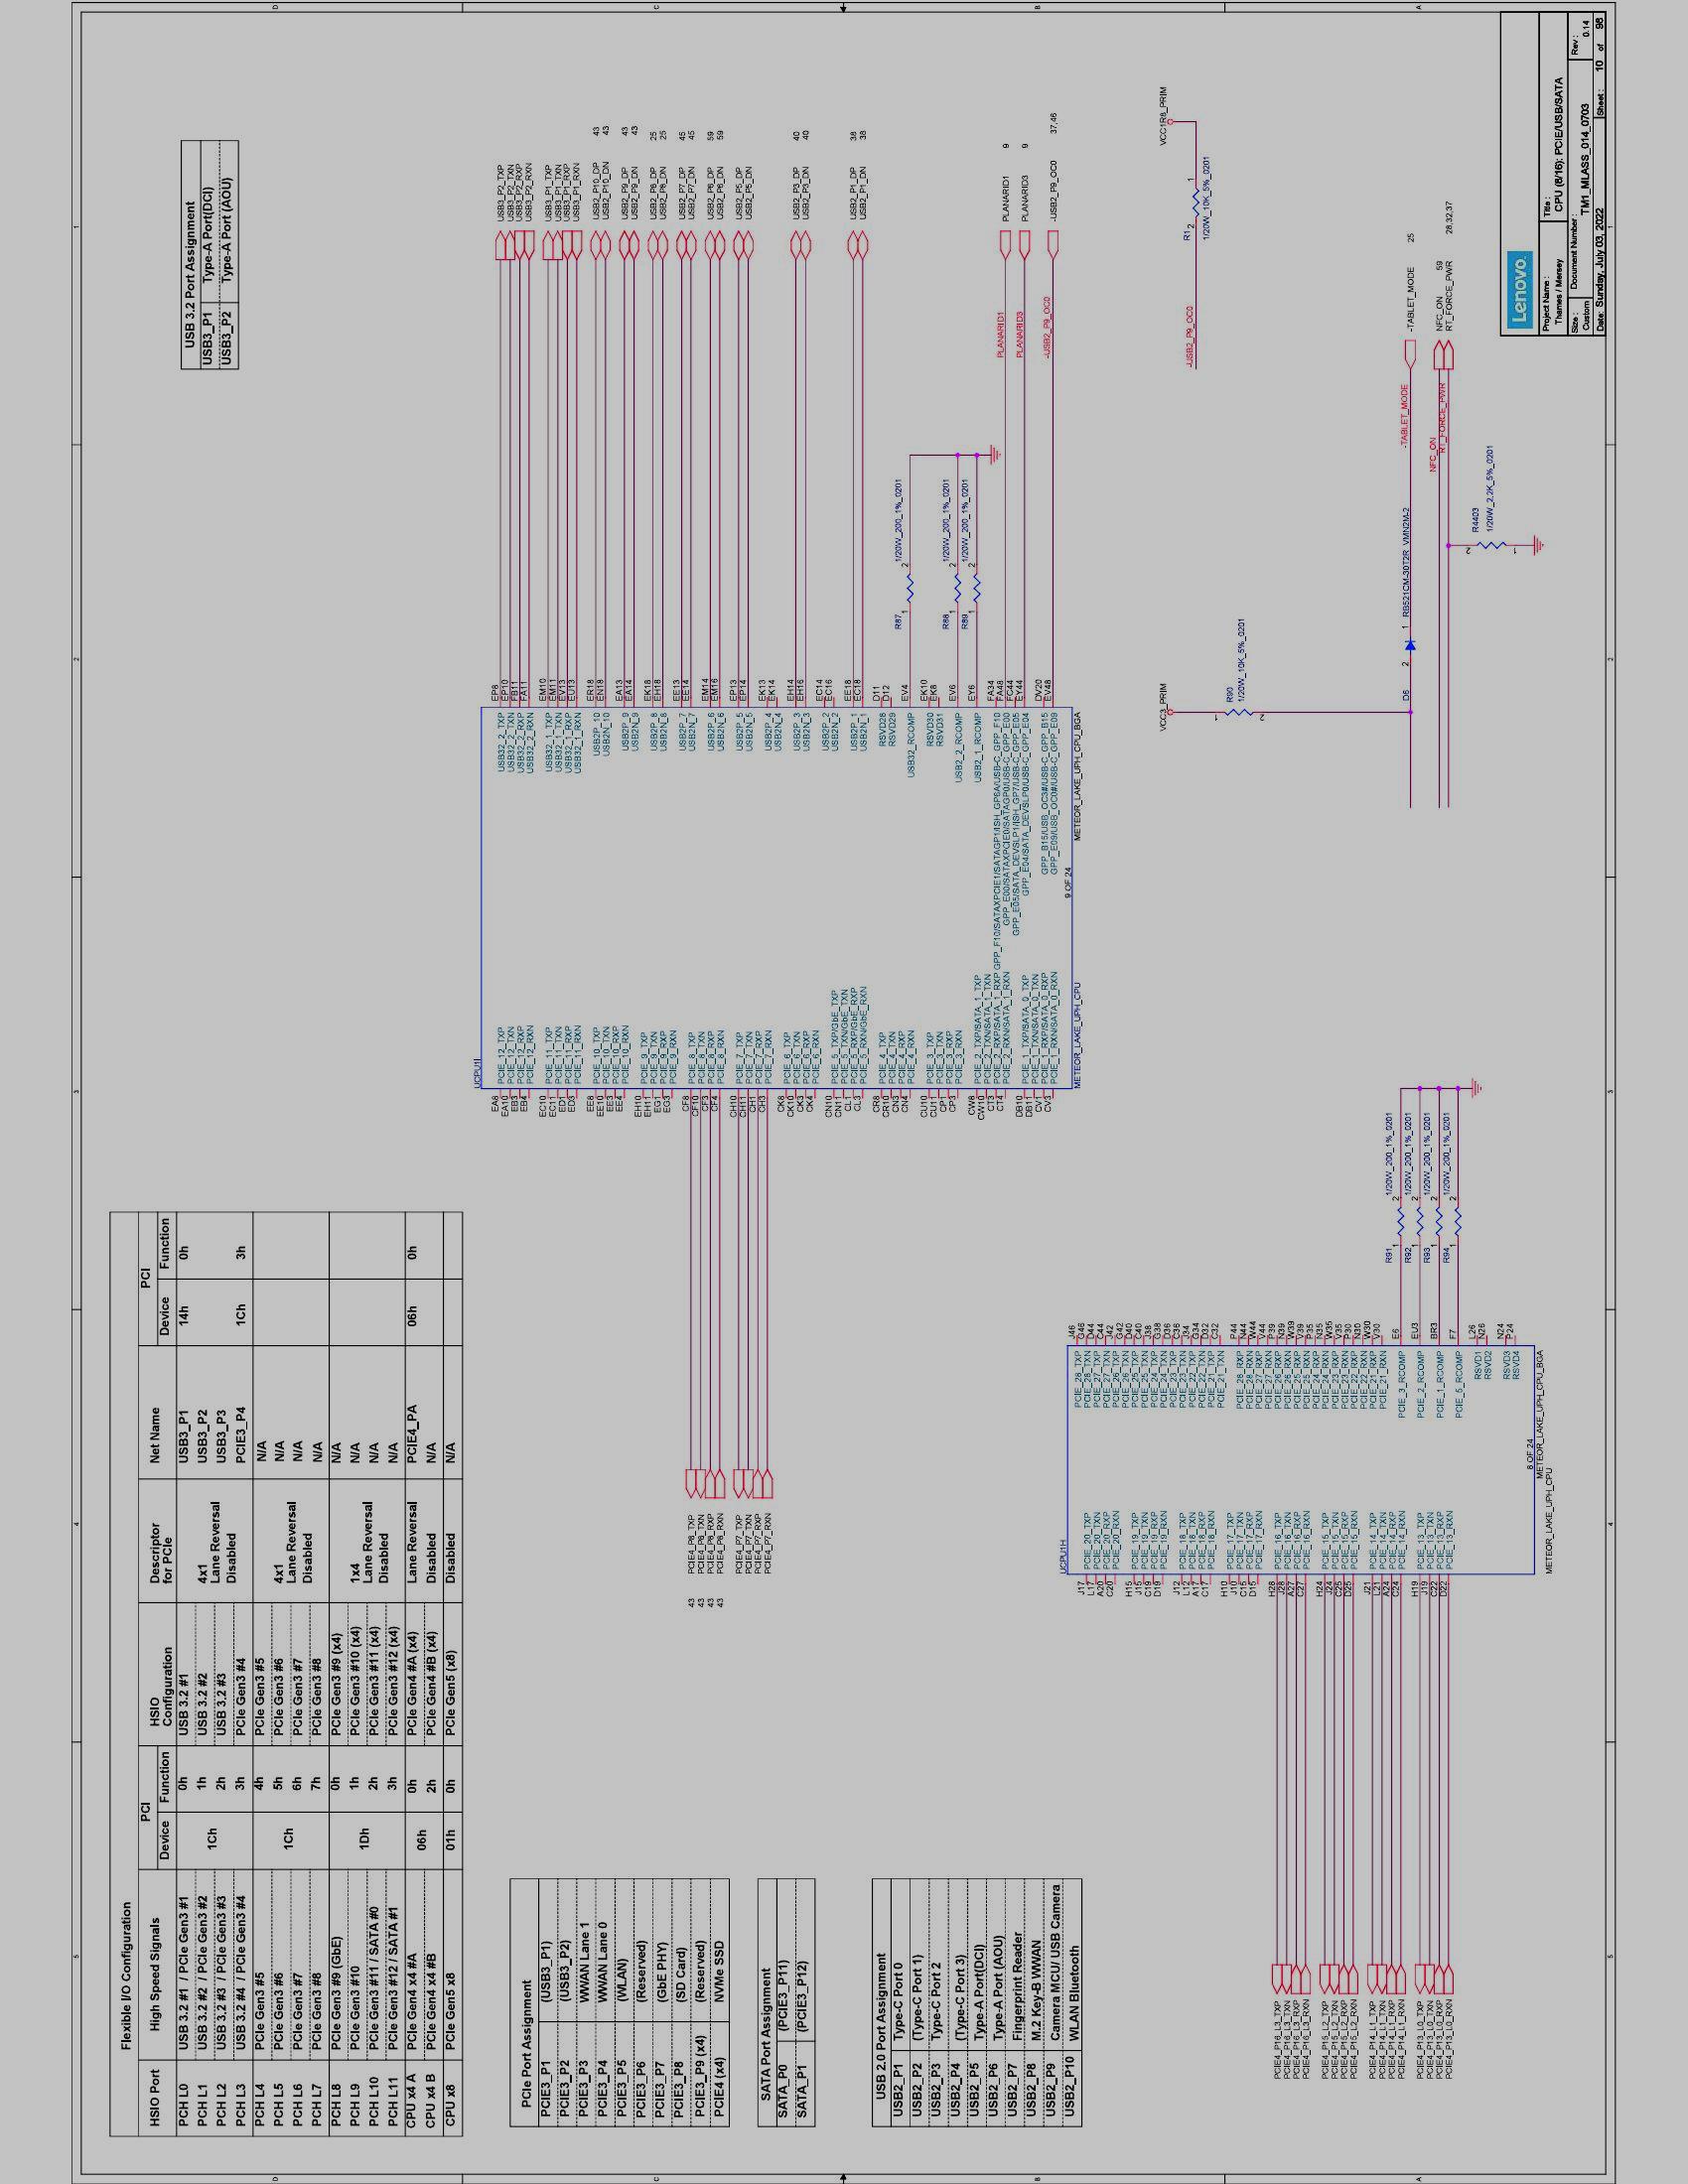 Flexible I/O Configuration
HSIO Port High Speed Signals PCI Device Function HSIO Configuration Descriptor for PCIe Net Name PCI Device Function
PCH L0 USB 3.2 #1 / PCIe Gen3 #1 1Ch 0h USB 3.2 #1 4x1 Lane Reversal Disabled USB3_P1 14h 0h
PCH L1 USB 3.2 #2 / PCIe Gen3 #2 1h USB 3.2 #2 USB3_P2
PCH L2 USB 3.2 #3 / PCIe Gen3 #3 2h USB 3.2 #3 USB3_P3
PCH L3 USB 3.2 #4 / PCIe Gen3 #4 3h PCIe Gen3 #4 PCIE3_P4 1Ch 3h
PCH L4 PCIe Gen3 #5 1Ch 4h PCIe Gen3 #5 4x1 Lane Reversal Disabled N/A
PCH L5 PCIe Gen3 #6 5h PCIe Gen3 #6 N/A
PCH L6 PCIe Gen3 #7 6h PCIe Gen3 #7 N/A
PCH L7 PCIe Gen3 #8 7h PCIe Gen3 #8 N/A
PCH L8 PCIe Gen3 #9 (GbE) 1Dh 0h PCIe Gen3 #9 (x4) 1x4 Lane Reversal Disabled N/A
PCH L9 PCIe Gen3 #10 1h PCIe Gen3 #10 (x4) N/A
PCH L10 PCIe Gen3 #11 / SATA #0 2h PCIe Gen3 #11 (x4) N/A
PCH L11 PCIe Gen3 #12 / SATA #1 3h PCIe Gen3 #12 (x4) N/A
CPU x4 A PCIe Gen4 x4 #A 06h 0h PCIe Gen4 #A (x4) Lane Reversal Disabled PCIE4_PA 06h 0h
CPU x4 B PCIe Gen4 x4 #B 2h PCIe Gen4 #B (x4) N/A
CPU x8 PCIe Gen5 x8 01h 0h PCIe Gen5 (x8) Disabled N/A
USB 3.2 Port Assignment
USB3_P1 Type-A Port(DCI)
USB3_P2 Type-A Port (AOU)
PCIe Port Assignment
PCIE3_P1 (USB3_P1)
PCIE3_P2 (USB3_P2)
PCIE3_P3 WWAN Lane 1
PCIE3_P4 WWAN Lane 0
PCIE3_P5 (WLAN)
PCIE3_P6 (Reserved)
PCIE3_P7 (GbE PHY)
PCIE3_P8 (SD Card)
PCIE3_P9 (x4) (Reserved)
PCIE4 (x4) NVMe SSD
SATA Port Assignment
SATA_P0 (PCIE3_P11)
SATA_P1 (PCIE3_P12)
USB 2.0 Port Assignment
USB2_P1 Type-C Port 0
USB2_P2 (Type-C Port 1)
USB2_P3 Type-C Port 2
USB2_P4 (Type-C Port 3)
USB2_P5 Type-A Port(DCI)
USB2_P6 Type-A Port (AOU)
USB2_P7 Fingerprint Reader
USB2_P8 M.2 Key-B WWAN
USB2_P9 Camera MCU/ USB Camera
USB2_P10 WLAN Bluetooth
UCPU1I
EA8 PCIE_12_TXP
EA10 PCIE_12_TXN
EB3 PCIE_12_RXP
EB4 PCIE_12_RXN
EC10 PCIE_11_TXP
EC11 PCIE_11_TXN
ED1 PCIE_11_RXP
ED3 PCIE_11_RXN
EE8 PCIE_10_TXP
EE10 PCIE_10_TXN
EE3 PCIE_10_RXP
EE4 PCIE_10_RXN
EH10 PCIE_9_TXP
EH11 PCIE_9_TXN
EG1 PCIE_9_RXP
EG3 PCIE_9_RXN
43 PCIE4_P8_TXP CF8 PCIE_8_TXP
43 PCIE4_P8_TXN CF10 PCIE_8_TXN
43 PCIE4_P8_RXP CF3 PCIE_8_RXP
43 PCIE4_P8_RXN CF4 PCIE_8_RXN
PCIE4_P7_TXP CH10 PCIE_7_TXP
PCIE4_P7_TXN CH11 PCIE_7_TXN
PCIE4_P7_RXP CH1 PCIE_7_RXP
PCIE4_P7_RXN CH3 PCIE_7_RXN
CK8 PCIE_6_TXP
CK10 PCIE_6_TXN
CK3 PCIE_6_RXP
CK4 PCIE_6_RXN
CN10 PCIE_5_TXP/GbE_TXP
CN11 PCIE_5_TXN/GbE_TXN
CL1 PCIE_5_RXP/GbE_RXP
CL3 PCIE_5_RXN/GbE_RXN
CR8 PCIE_4_TXP
CR10 PCIE_4_TXN
CN3 PCIE_4_RXP
CN4 PCIE_4_RXN
CU10 PCIE_3_TXP
CU11 PCIE_3_TXN
CP1 PCIE_3_RXP
CP3 PCIE_3_RXN
CW8 PCIE_2_TXP/SATA_1_TXP
CW10 PCIE_2_TXN/SATA_1_TXN
CT3 PCIE_2_RXP/SATA_1_RXP
CT4 PCIE_2_RXN/SATA_1_RXN
DB10 PCIE_1_TXP/SATA_0_TXP
DB11 PCIE_1_TXN/SATA_0_TXN
CV1 PCIE_1_RXP/SATA_0_RXP
CV3 PCIE_1_RXN/SATA_0_RXN
USB32_2_TXP EP8 USB3_P2_TXP
USB32_2_TXN EP10 USB3_P2_TXN
USB32_2_RXP FB11 USB3_P2_RXP
USB32_2_RXN FA11 USB3_P2_RXN
USB32_1_TXP EM10 USB3_P1_TXP
USB32_1_TXN EM11 USB3_P1_TXN
USB32_1_RXP EV13 USB3_P1_RXP
USB32_1_RXN EU13 USB3_P1_RXN
USB2P_10 ER18 USB2_P10_DP 43
USB2N_10 EN18 USB2_P10_DN 43
USB2P_9 EA13 USB2_P9_DP 43
USB2N_9 EA14 USB2_P9_DN 43
USB2P_8 EK18 USB2_P8_DP 25
USB2N_8 EH18 USB2_P8_DN 25
USB2P_7 EE13 USB2_P7_DP 45
USB2N_7 EE14 USB2_P7_DN 45
USB2P_6 EM14 USB2_P6_DP 59
USB2N_6 EM16 USB2_P6_DN 59
USB2P_5 EP13 USB2_P5_DP
USB2N_5 EP14 USB2_P5_DN
USB2P_4 EK13
USB2N_4 EK14
USB2P_3 EH14 USB2_P3_DP 40
USB2N_3 EH16 USB2_P3_DN 40
USB2P_2 EC14
USB2N_2 EC16
USB2P_1 EE18 USB2_P1_DP 38
USB2N_1 EC18 USB2_P1_DN 38
RSVD28 D11
RSVD29 D12
USB32_RCOMP EV4 R87 1 2 1/20W_200_1%_0201
RSVD30 EK10
RSVD31 EK8
USB2_2_RCOMP EV6 R88 1 2 1/20W_200_1%_0201
USB2_1_RCOMP EY6 R89 1 2 1/20W_200_1%_0201
GPP_F10/SATAXPCIE1/SATAGP1/ISH_GP6A/USB-C_GPP_F10 FA34 PLANARID1 PLANARID1 9
GPP_E00/SATAXPCIE0/SATAGP0/USB-C_GPP_E00 FA48
GPP_E05/SATA_DEVSLP1/ISH_GP7/USB-C_GPP_E05 FC44 PLANARID3 PLANARID3 9
GPP_E04/SATA_DEVSLP0/USB-C_GPP_E04 EY44
GPP_B15/USB_OC3#/USB-C_GPP_B15 DV20
GPP_E09/USB_OC0#/USB-C_GPP_E09 EV48 -USB2_P9_OC0 -USB2_P9_OC0 37,46
9 OF 24
METEOR_LAKE_UPH_CPU METEOR_LAKE_UPH_CPU_BGA
-USB2_P9_OC0 R1 2 1 1/20W_10K_5%_0201 VCC1R8_PRIM
VCC3_PRIM 1 2 R90 1/20W_10K_5%_0201
D6 2 1 RB521CM-30T2R VMN2M-2 -TABLET_MODE -TABLET_MODE 25
NFC_ON NFC_ON 59
RT_FORCE_PWR RT_FORCE_PWR 28,32,37
R4403 2 1 1/20W_2.2K_5%_0201
UCPU1H
J17 PCIE_20_TXP
L17 PCIE_20_TXN
A20 PCIE_20_RXP
C20 PCIE_20_RXN
H15 PCIE_19_TXP
J15 PCIE_19_TXN
C19 PCIE_19_RXP
D19 PCIE_19_RXN
J12 PCIE_18_TXP
L12 PCIE_18_TXN
A17 PCIE_18_RXP
C17 PCIE_18_RXN
H10 PCIE_17_TXP
J10 PCIE_17_TXN
C15 PCIE_17_RXP
D15 PCIE_17_RXN
PCIE4_P16_L3_TXP H28 PCIE_16_TXP
PCIE4_P16_L3_TXN J28 PCIE_16_TXN
PCIE4_P16_L3_RXP A27 PCIE_16_RXP
PCIE4_P16_L3_RXN C27 PCIE_16_RXN
PCIE4_P15_L2_TXP H24 PCIE_15_TXP
PCIE4_P15_L2_TXN J24 PCIE_15_TXN
PCIE4_P15_L2_RXP C25 PCIE_15_RXP
PCIE4_P15_L2_RXN D25 PCIE_15_RXN
PCIE4_P14_L1_TXP J21 PCIE_14_TXP
PCIE4_P14_L1_TXN L21 PCIE_14_TXN
PCIE4_P14_L1_RXP A24 PCIE_14_RXP
PCIE4_P14_L1_RXN C24 PCIE_14_RXN
PCIE4_P13_L0_TXP H19 PCIE_13_TXP
PCIE4_P13_L0_TXN J19 PCIE_13_TXN
PCIE4_P13_L0_RXP C22 PCIE_13_RXP
PCIE4_P13_L0_RXN D22 PCIE_13_RXN
PCIE_28_TXP J46
PCIE_28_TXN G46
PCIE_27_TXP D44
PCIE_27_TXN C44
PCIE_26_TXP J42
PCIE_26_TXN G42
PCIE_25_TXP D40
PCIE_25_TXN C40
PCIE_24_TXP J38
PCIE_24_TXN G38
PCIE_23_TXP D36
PCIE_23_TXN C36
PCIE_22_TXP J34
PCIE_22_TXN G34
PCIE_21_TXP D32
PCIE_21_TXN C32
PCIE_28_RXP P44
PCIE_28_RXN N44
PCIE_27_RXP W44
PCIE_27_RXN V44
PCIE_26_RXP P39
PCIE_26_RXN N39
PCIE_25_RXP W39
PCIE_25_RXN V39
PCIE_24_RXP P35
PCIE_24_RXN N35
PCIE_23_RXP W35
PCIE_23_RXN V35
PCIE_22_RXP P30
PCIE_22_RXN N30
PCIE_21_RXP W30
PCIE_21_RXN V30
PCIE_3_RCOMP E6 R91 1 2 1/20W_200_1%_0201
PCIE_2_RCOMP EU3 R92 1 2 1/20W_200_1%_0201
PCIE_1_RCOMP BR3 R93 1 2 1/20W_200_1%_0201
PCIE_5_RCOMP F7 R94 1 2 1/20W_200_1%_0201
RSVD1 L26
RSVD2 N26
RSVD3 N24
RSVD4 P24
8 OF 24
METEOR_LAKE_UPH_CPU METEOR_LAKE_UPH_CPU_BGA
Lenovo
Project Name : Thames / Mersey
Title : CPU (6/16): PCIE/USB/SATA
Size : Custom
Document Number : TM1_MLASS_014_0703
Rev : 0.14
Date: Sunday, July 03, 2022 Sheet : 10 of 98